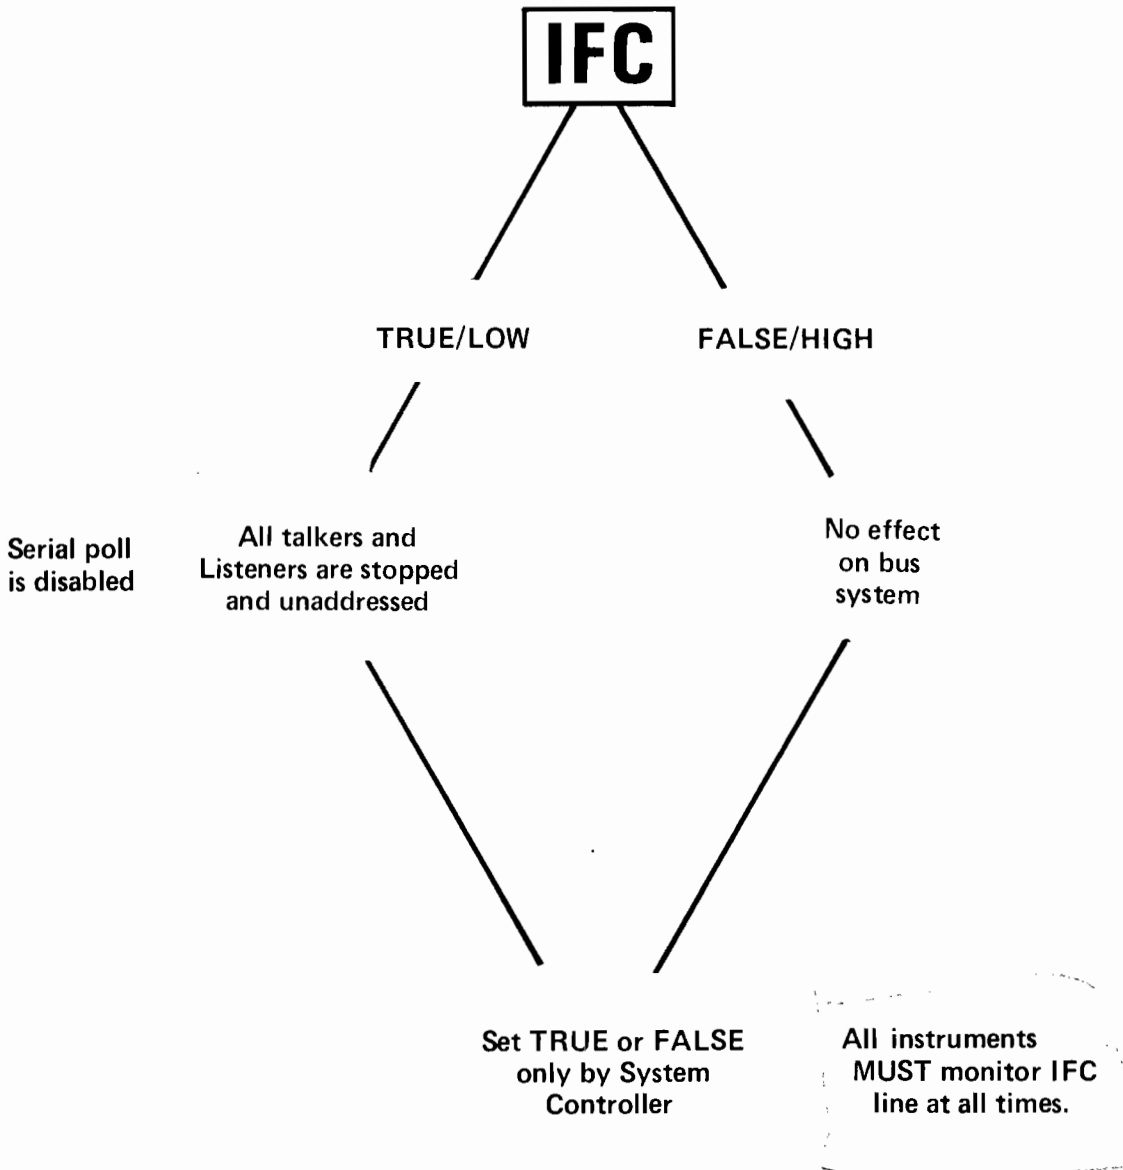 IFC
TRUE/LOW
FALSE/HIGH
Serial poll
is disabled
All talkers and
Listeners are stopped
and unaddressed
No effect
on bus
system
Set TRUE or FALSE
only by System
Controller
All instruments
MUST monitor IFC
line at all times.